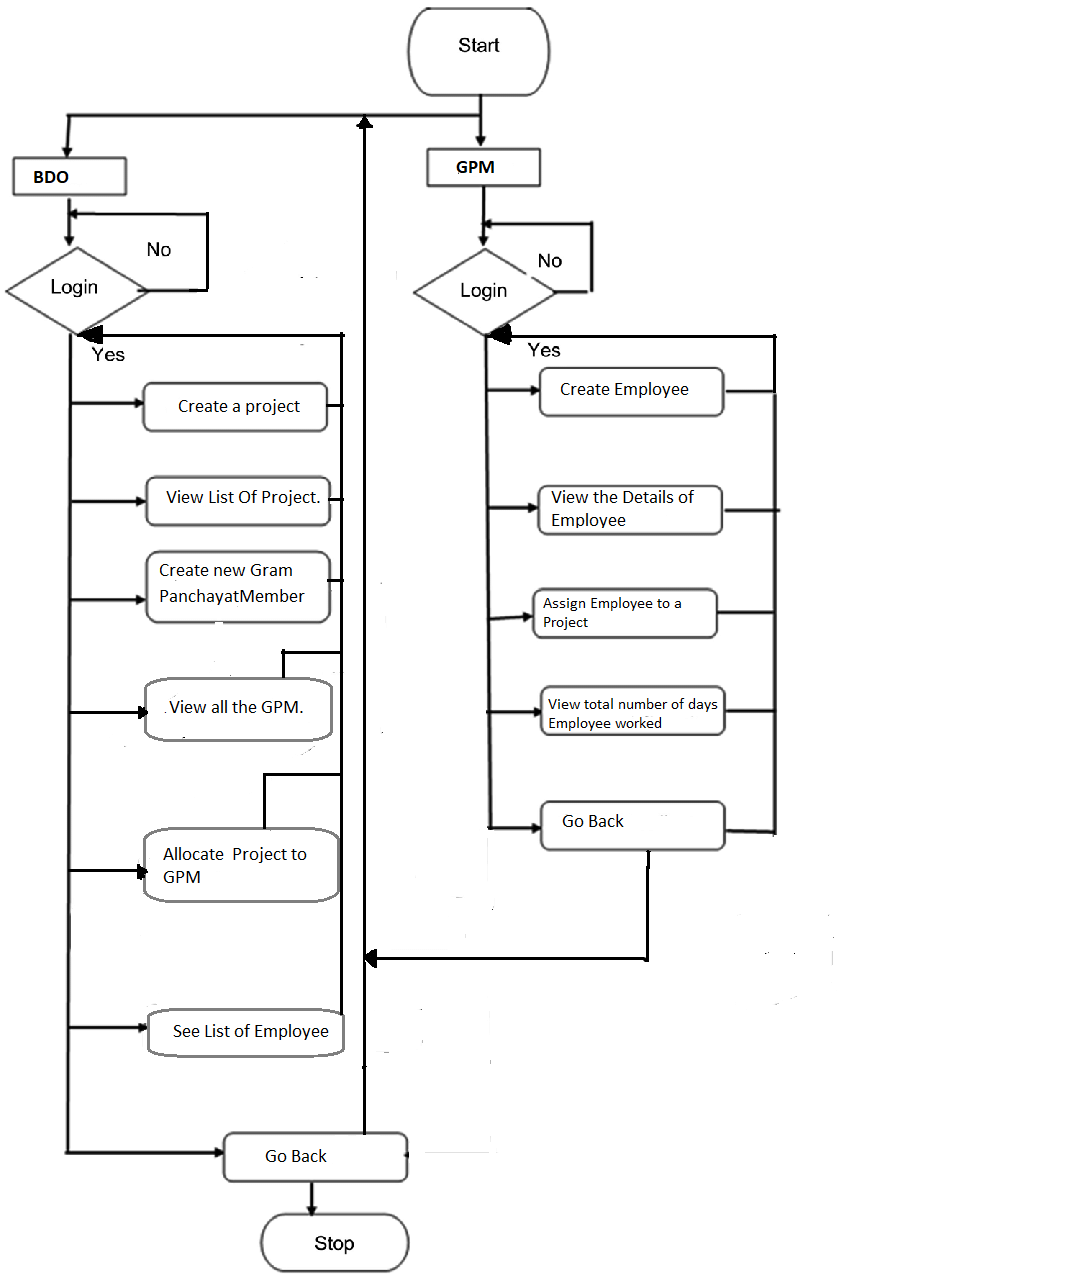 Start
BDO
GPM
No
Login
Yes
No
Login
Yes
Create a project
View List Of Project.
Create new Gram
PanchayatMember
View all the GPM.
Allocate Project to
GPM
See List of Employee
Go Back
Stop
Create Employee
View the Details of
Employee
Assign Employee to a
Project
View total number of days
Employee worked
Go Back